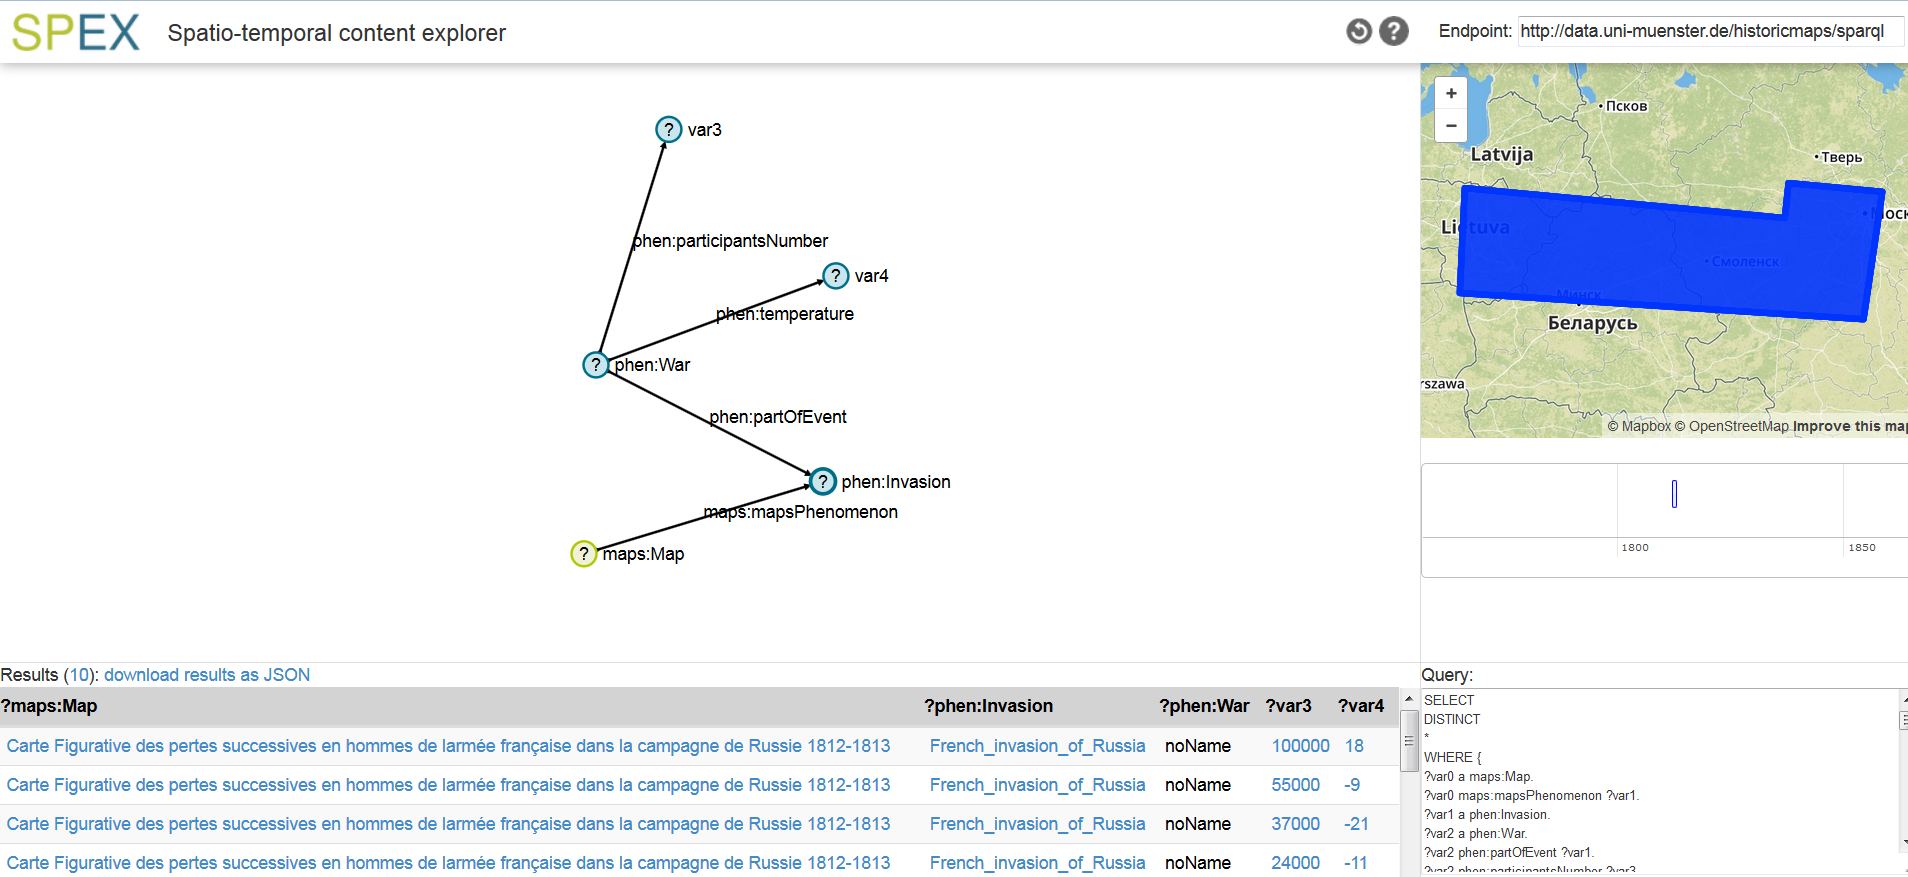 SPEX Spatio-temporal content explorer ? Endpoint: http://data.uni-muenster.de/historicmaps/sparql
? var3
phen:participantsNumber
? var4
phen:temperature
? phen:War
phen:partOfEvent
? phen:Invasion
maps:mapsPhenomenon
? maps:Map
+
−
Псков
Latvija
Тверь
Lietuva
Смоленск
Минск
Беларусь
© Mapbox © OpenStreetMap Improve this map
1800 1850
Results (10): download results as JSON
?maps:Map ?phen:Invasion ?phen:War ?var3 ?var4
Carte Figurative des pertes successives en hommes de larmée française dans la campagne de Russie 1812-1813 French_invasion_of_Russia noName 100000 18
Carte Figurative des pertes successives en hommes de larmée française dans la campagne de Russie 1812-1813 French_invasion_of_Russia noName 55000 -9
Carte Figurative des pertes successives en hommes de larmée française dans la campagne de Russie 1812-1813 French_invasion_of_Russia noName 37000 -21
Carte Figurative des pertes successives en hommes de larmée française dans la campagne de Russie 1812-1813 French_invasion_of_Russia noName 24000 -11
Query:
SELECT
DISTINCT
*
WHERE {
?var0 a maps:Map.
?var0 maps:mapsPhenomenon ?var1.
?var1 a phen:Invasion.
?var2 a phen:War.
?var2 phen:partOfEvent ?var1.
?var2 phen:participantsNumber ?var3